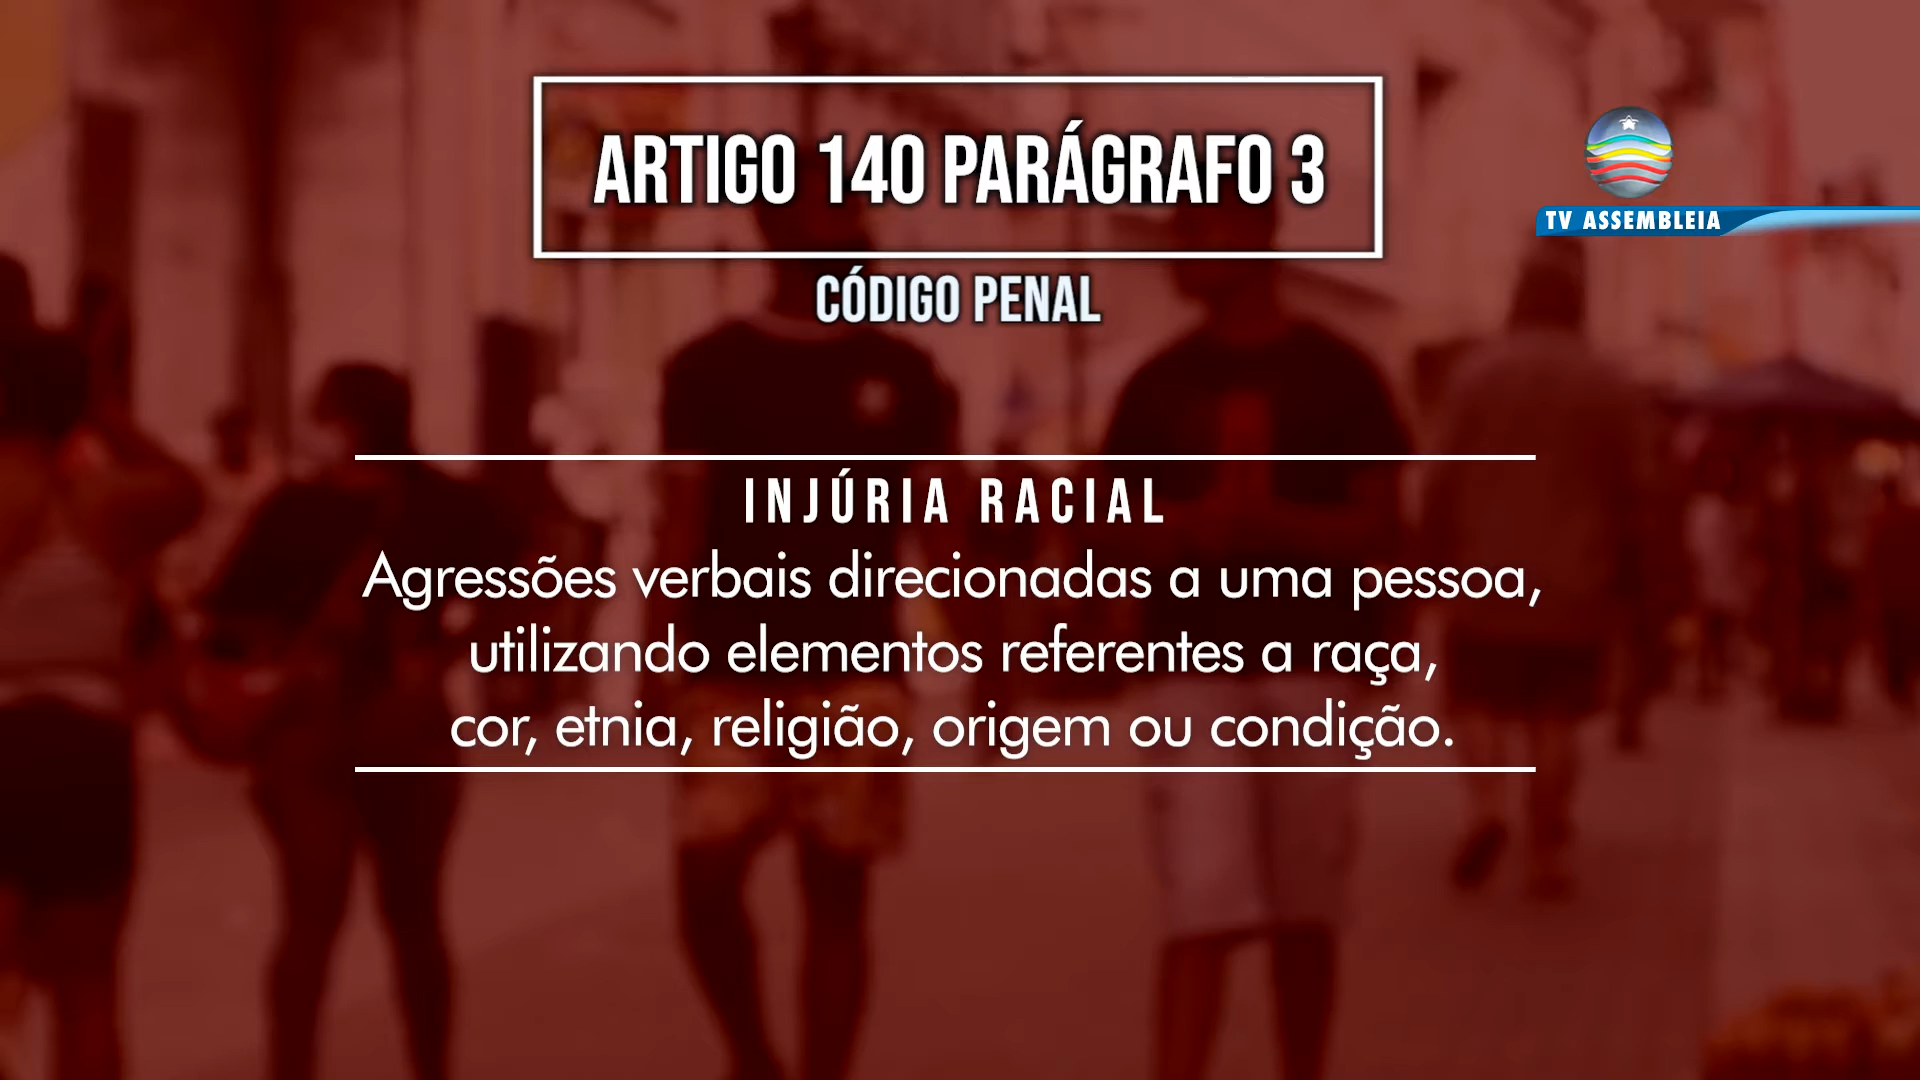 ARTIGO 140 PARÁGRAFO 3
CÓDIGO PENAL
TV ASSEMBLEIA
INJÚRIA RACIAL
Agressões verbais direcionadas a uma pessoa,
utilizando elementos referentes a raça,
cor, etnia, religião, origem ou condição.